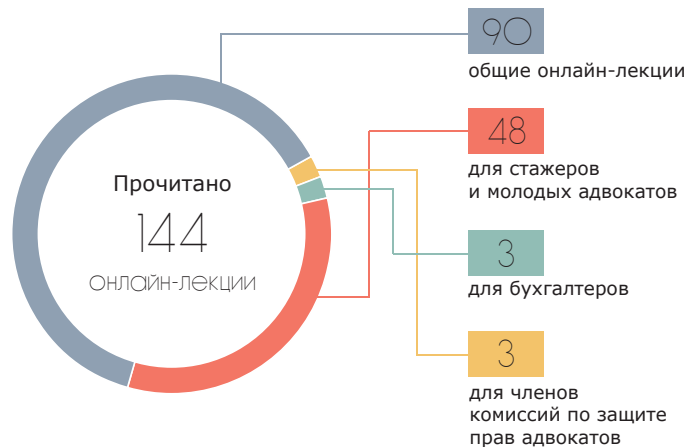 Прочитано
144
онлайн-лекции
90
общие онлайн-лекции
48
для стажеров
и молодых адвокатов
3
для бухгалтеров
3
для членов
комиссий по защите
прав адвокатов